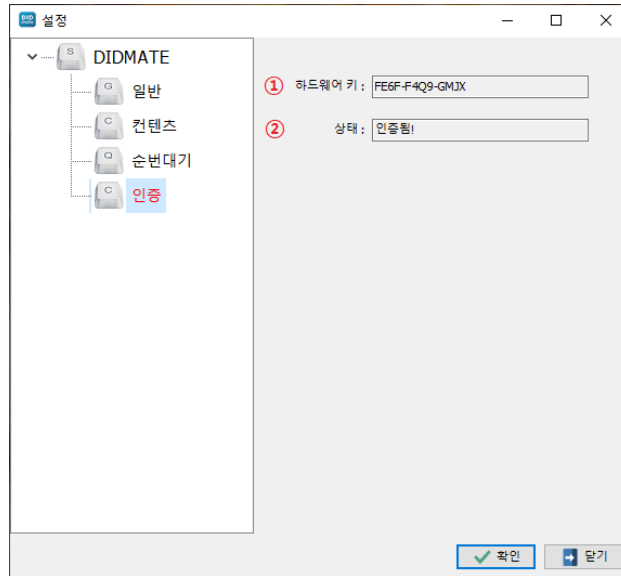 설정
S DIDMATE
G 일반
C 컨텐츠
Q 순번대기
C 인증
① 하드웨어 키 : FE6F-F4Q9-GMJX
② 상태 : 인증됨!
확인 닫기